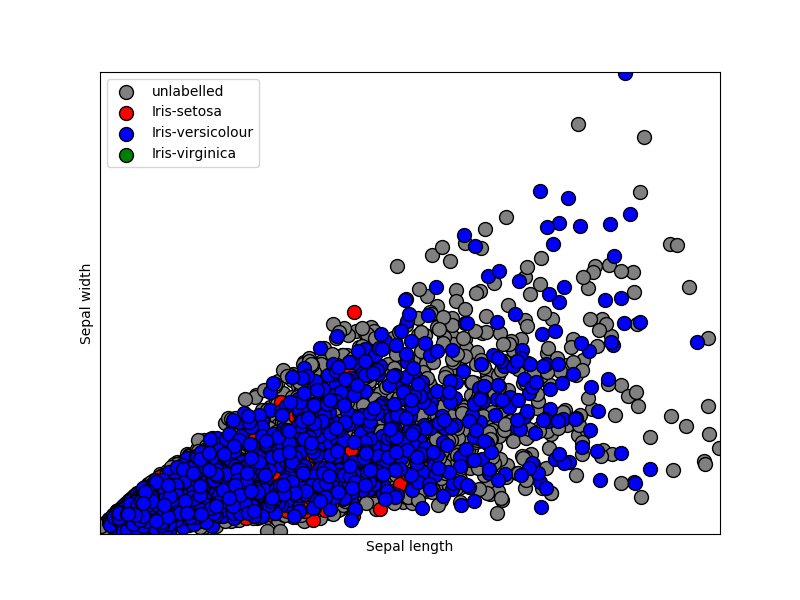 unlabelled
Iris-setosa
Iris-versicolour
Iris-virginica
Sepal width
Sepal length